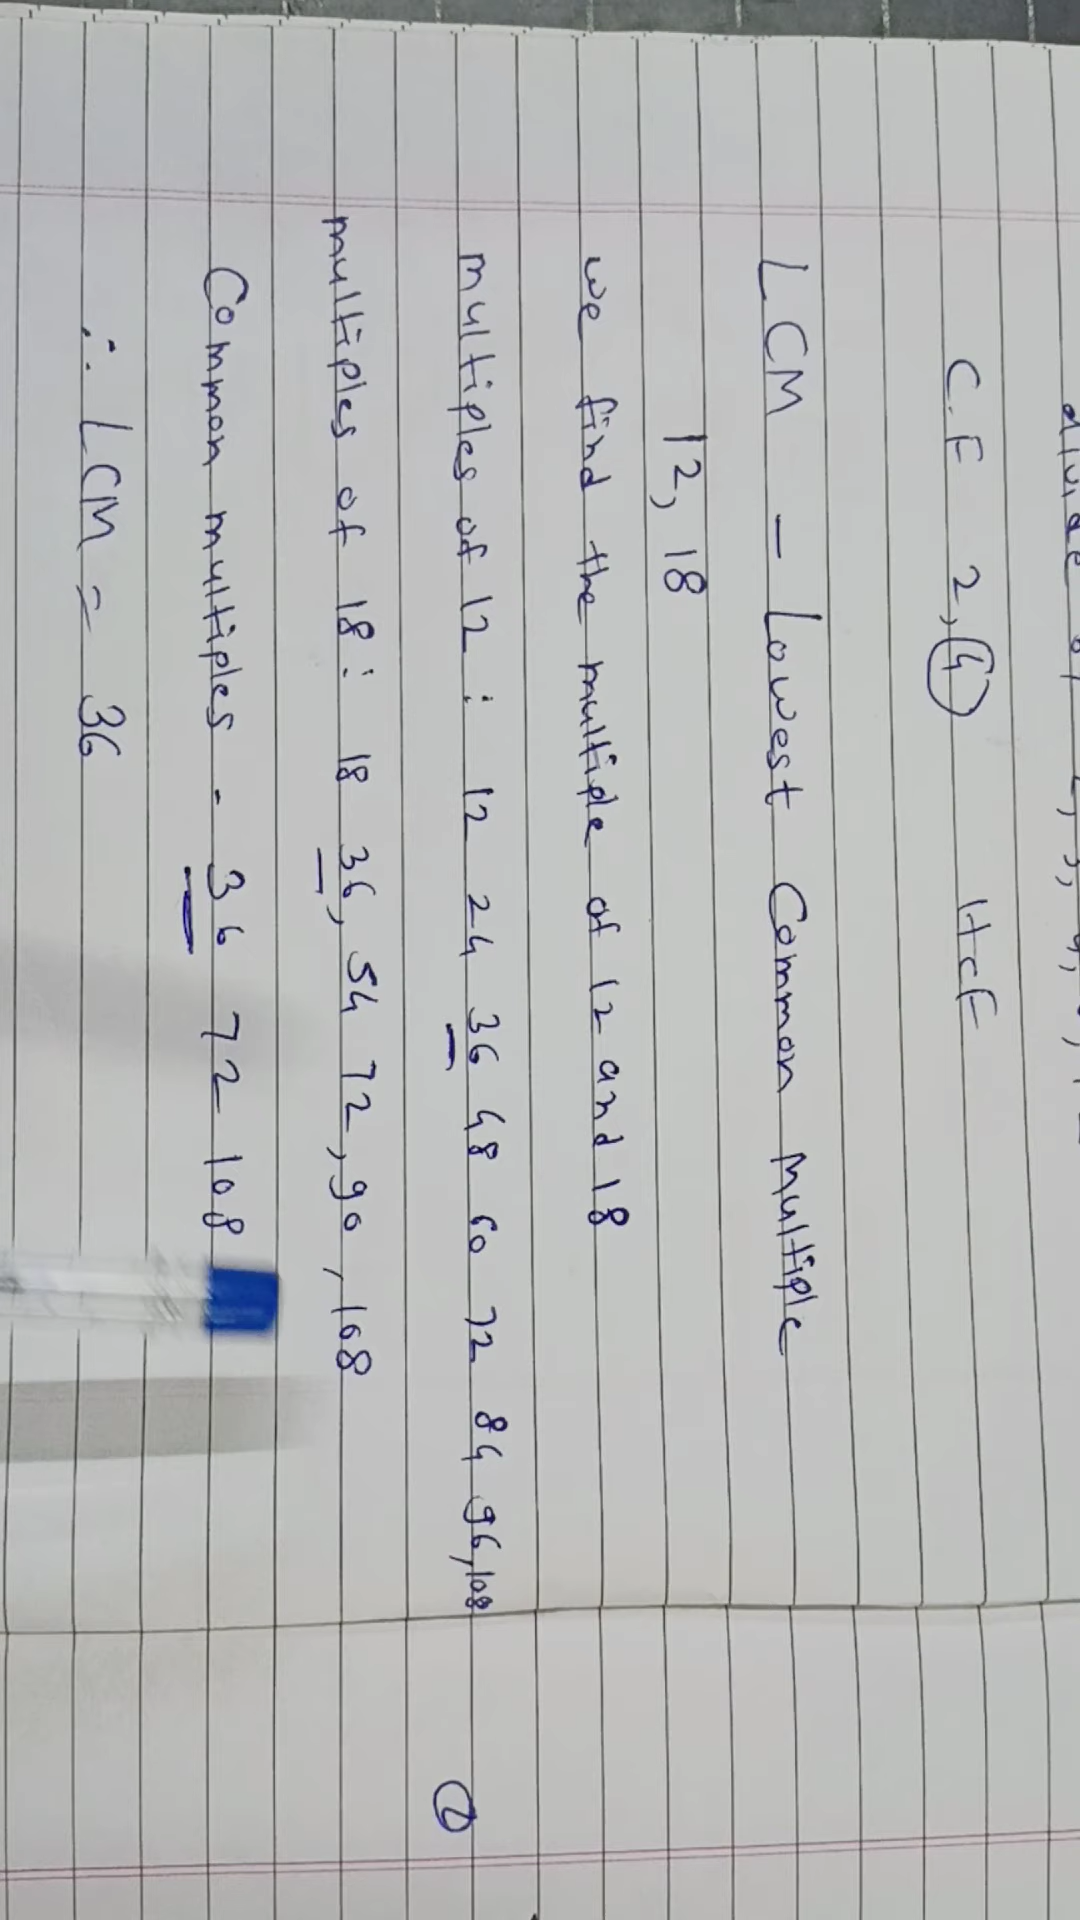 C.F 2, 4 HCF
LCM - Lowest Common Multiple
12, 18
we find the multiple of 12 and 18
multiples of 12 : 12 24 36 48 60 72 84 96, 108
multiples of 18 : 18 36, 54 72, 90, 108
Common multiples - 36 72 108
∴ LCM = 36